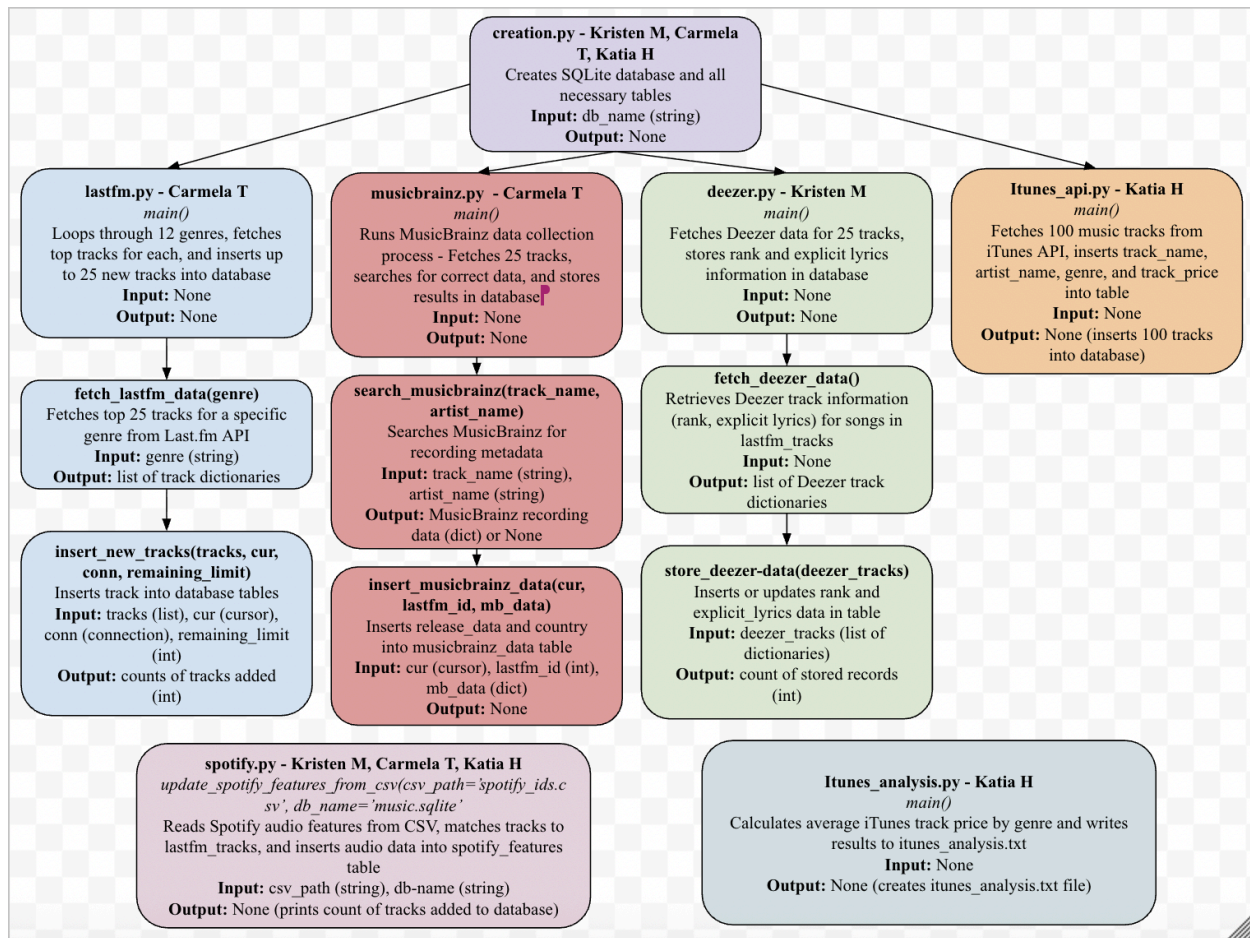 creation.py - Kristen M, Carmela
T, Katia H
Creates SQLite database and all
necessary tables
Input: db_name (string)
Output: None
lastfm.py - Carmela T
main()
Loops through 12 genres, fetches
top tracks for each, and inserts up
to 25 new tracks into database
Input: None
Output: None
musicbrainz.py - Carmela T
main()
Runs MusicBrainz data collection
process - Fetches 25 tracks,
searches for correct data, and stores
results in database
Input: None
Output: None
deezer.py - Kristen M
main()
Fetches Deezer data for 25 tracks,
stores rank and explicit lyrics
information in database
Input: None
Output: None
Itunes_api.py - Katia H
main()
Fetches 100 music tracks from
iTunes API, inserts track_name,
artist_name, genre, and track_price
into table
Input: None
Output: None (inserts 100 tracks
into database)
fetch_lastfm_data(genre)
Fetches top 25 tracks for a specific
genre from Last.fm API
Input: genre (string)
Output: list of track dictionaries
search_musicbrainz(track_name,
artist_name)
Searches MusicBrainz for
recording metadata
Input: track_name (string),
artist_name (string)
Output: MusicBrainz recording
data (dict) or None
fetch_deezer_data()
Retrieves Deezer track information
(rank, explicit lyrics) for songs in
lastfm_tracks
Input: None
Output: list of Deezer track
dictionaries
insert_new_tracks(tracks, cur,
conn, remaining_limit)
Inserts track into database tables
Input: tracks (list), cur (cursor),
conn (connection), remaining_limit
(int)
Output: counts of tracks added
(int)
insert_musicbrainz_data(cur,
lastfm_id, mb_data)
Inserts release_data and country
into musicbrainz_data table
Input: cur (cursor), lastfm_id (int),
mb_data (dict)
Output: None
store_deezer-data(deezer_tracks)
Inserts or updates rank and
explicit_lyrics data in table
Input: deezer_tracks (list of
dictionaries)
Output: count of stored records
(int)
spotify.py - Kristen M, Carmela T, Katia H
update_spotify_features_from_csv(csv_path='spotify_ids.c
sv', db_name='music.sqlite'
Reads Spotify audio features from CSV, matches tracks to
lastfm_tracks, and inserts audio data into spotify_features
table
Input: csv_path (string), db-name (string)
Output: None (prints count of tracks added to database)
Itunes_analysis.py - Katia H
main()
Calculates average iTunes track price by genre and writes
results to itunes_analysis.txt
Input: None
Output: None (creates itunes_analysis.txt file)